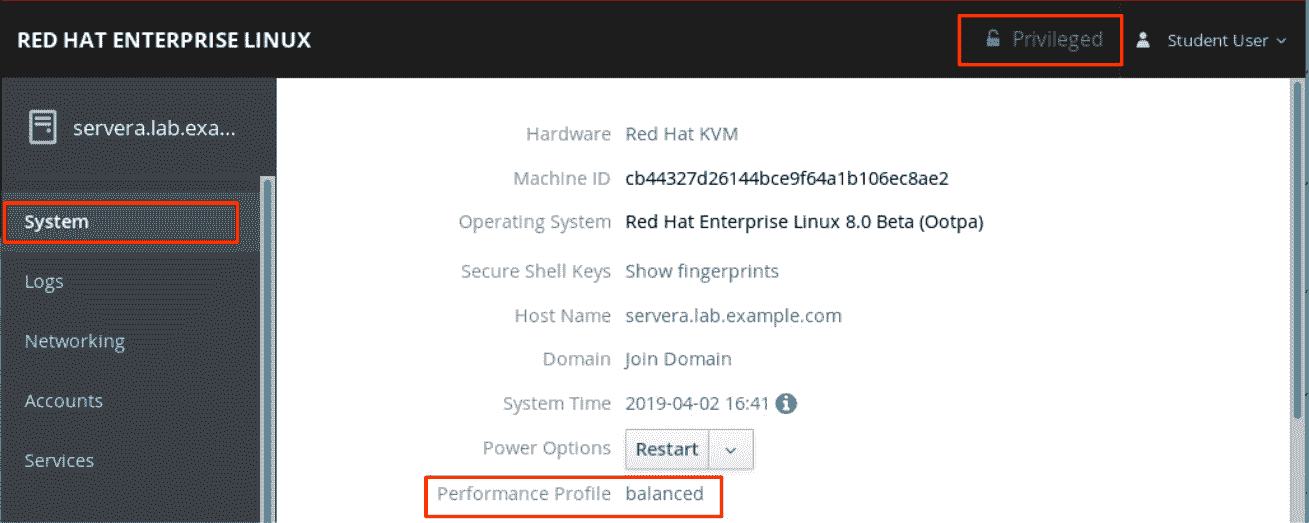 RED HAT ENTERPRISE LINUX
Privileged
Student User
servera.lab.exa...
System
Logs
Networking
Accounts
Services
Hardware Red Hat KVM
Machine ID cb44327d26144bce9f64a1b106ec8ae2
Operating System Red Hat Enterprise Linux 8.0 Beta (Ootpa)
Secure Shell Keys Show fingerprints
Host Name servera.lab.example.com
Domain Join Domain
System Time 2019-04-02 16:41
Power Options Restart
Performance Profile balanced